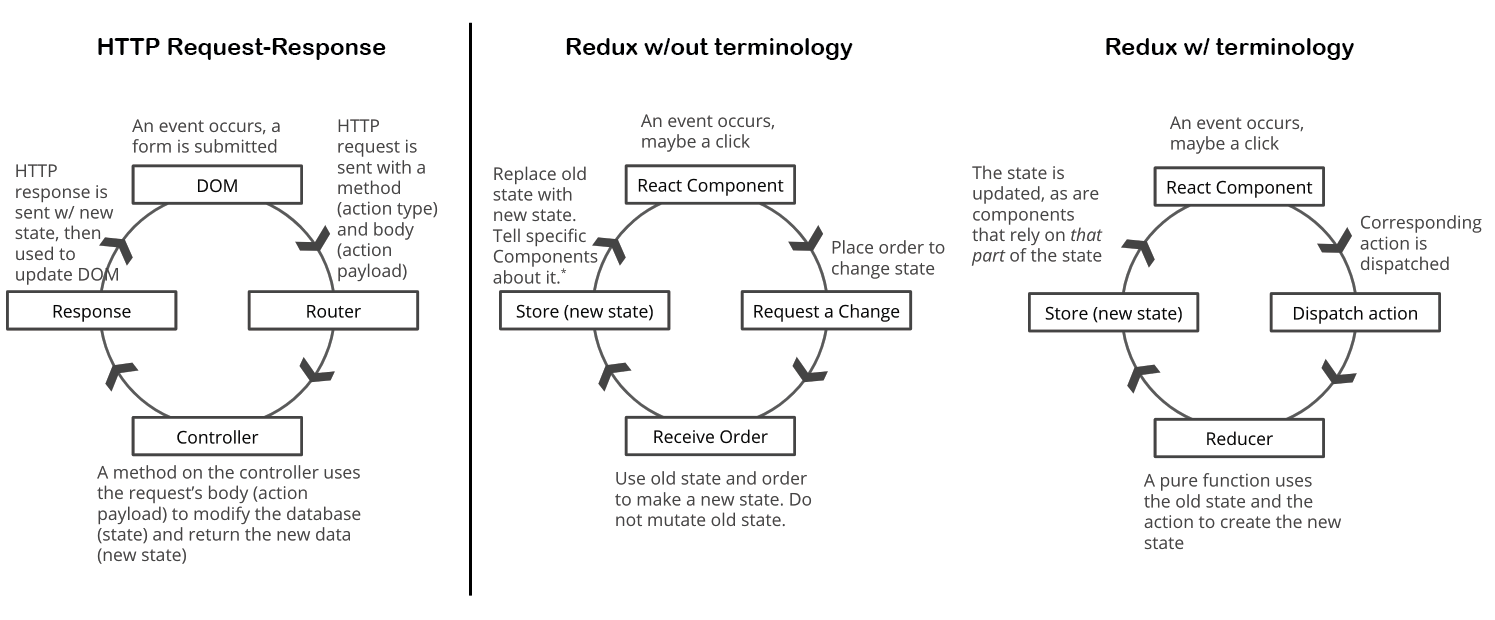 HTTP Request-Response
An event occurs, a
form is submitted
HTTP
request is
sent with a
method
(action type)
and body
(action
payload)
HTTP
response is
sent w/ new
state, then
used to
update DOM
DOM
Response
Router
Controller
A method on the controller uses
the request’s body (action
payload) to modify the database
(state) and return the new data
(new state)
Redux w/out terminology
An event occurs,
maybe a click
Replace old
state with
new state.
Tell specific
Components
about it.*
React Component
Place order to
change state
Store (new state)
Request a Change
Receive Order
Use old state and order
to make a new state. Do
not mutate old state.
Redux w/ terminology
An event occurs,
maybe a click
The state is
updated, as are
components
that rely on that
part of the state
React Component
Corresponding
action is
dispatched
Store (new state)
Dispatch action
Reducer
A pure function uses
the old state and the
action to create the new
state